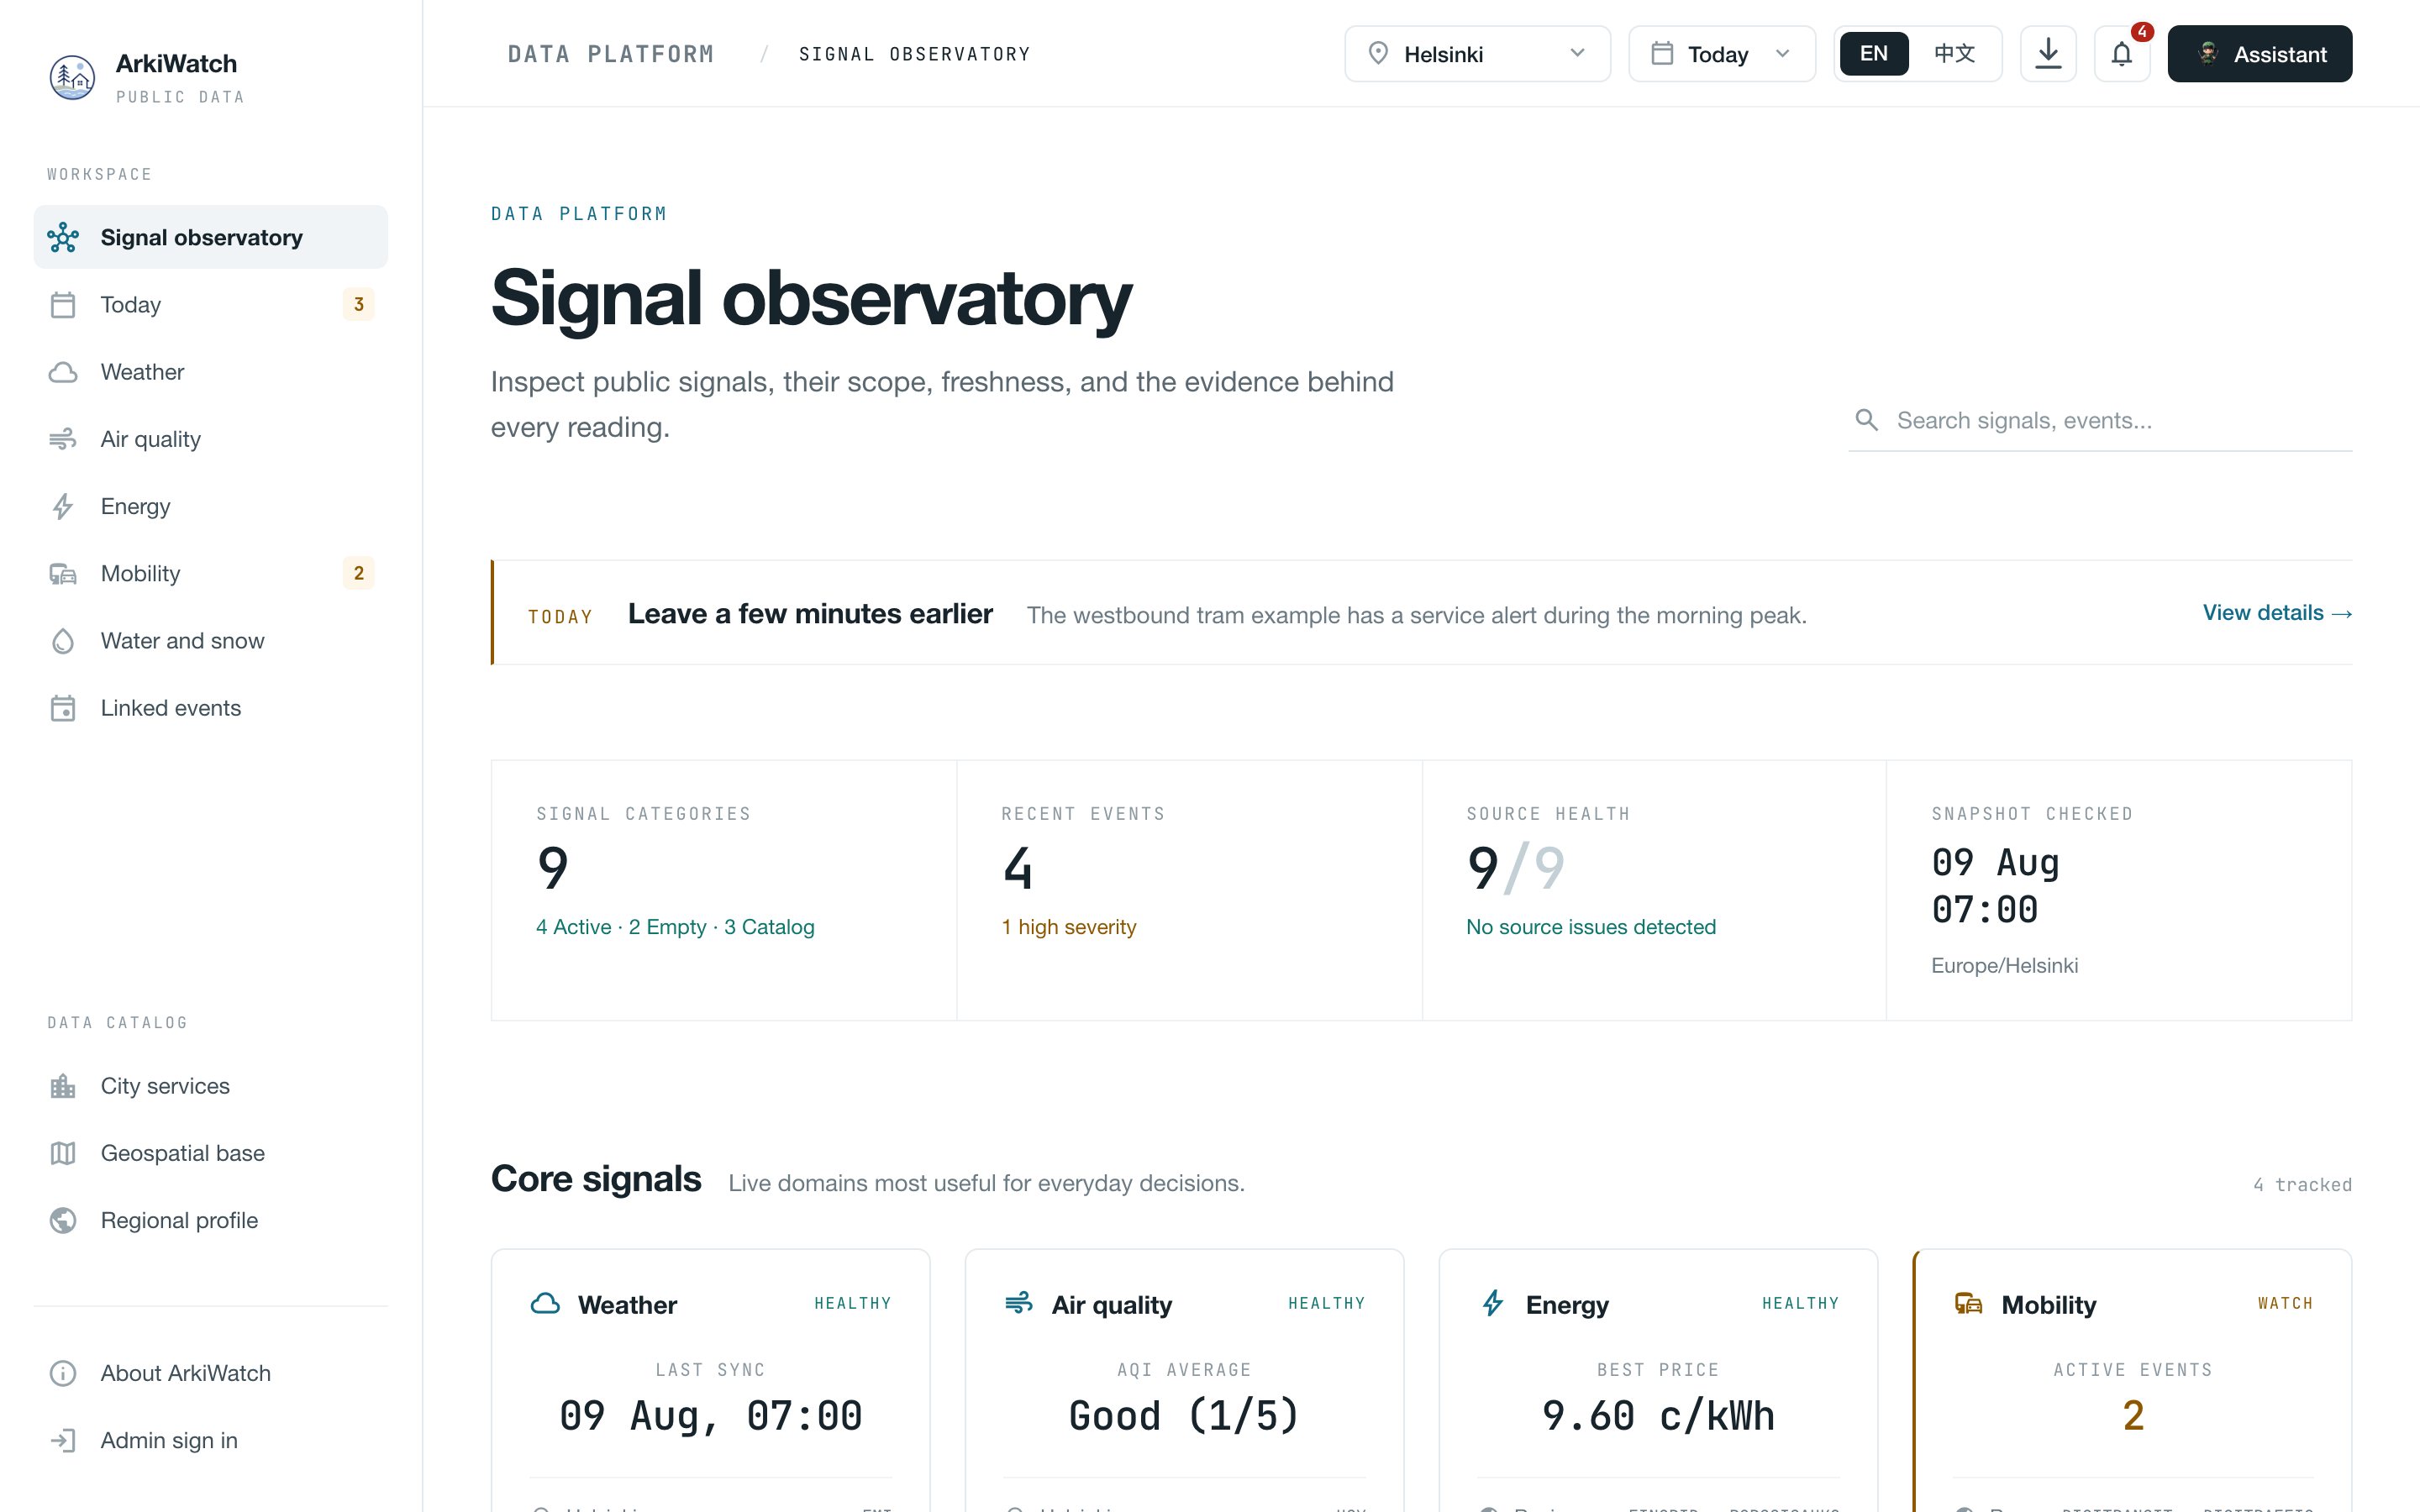 ArkiWatch
PUBLIC DATA
WORKSPACE
Signal observatory
Today 3
Weather
Air quality
Energy
Mobility 2
Water and snow
Linked events
DATA CATALOG
City services
Geospatial base
Regional profile
About ArkiWatch
Admin sign in
DATA PLATFORM / SIGNAL OBSERVATORY
Helsinki
Today
EN 中文
4
Assistant
DATA PLATFORM
Signal observatory
Inspect public signals, their scope, freshness, and the evidence behind
every reading.
Search signals, events...
TODAY Leave a few minutes earlier The westbound tram example has a service alert during the morning peak. View details →
SIGNAL CATEGORIES
9
4 Active · 2 Empty · 3 Catalog
RECENT EVENTS
4
1 high severity
SOURCE HEALTH
9/9
No source issues detected
SNAPSHOT CHECKED
09 Aug
07:00
Europe/Helsinki
Core signals Live domains most useful for everyday decisions. 4 tracked
Weather HEALTHY
LAST SYNC
09 Aug, 07:00
Air quality HEALTHY
AQI AVERAGE
Good (1/5)
Energy HEALTHY
BEST PRICE
9.60 c/kWh
Mobility WATCH
ACTIVE EVENTS
2